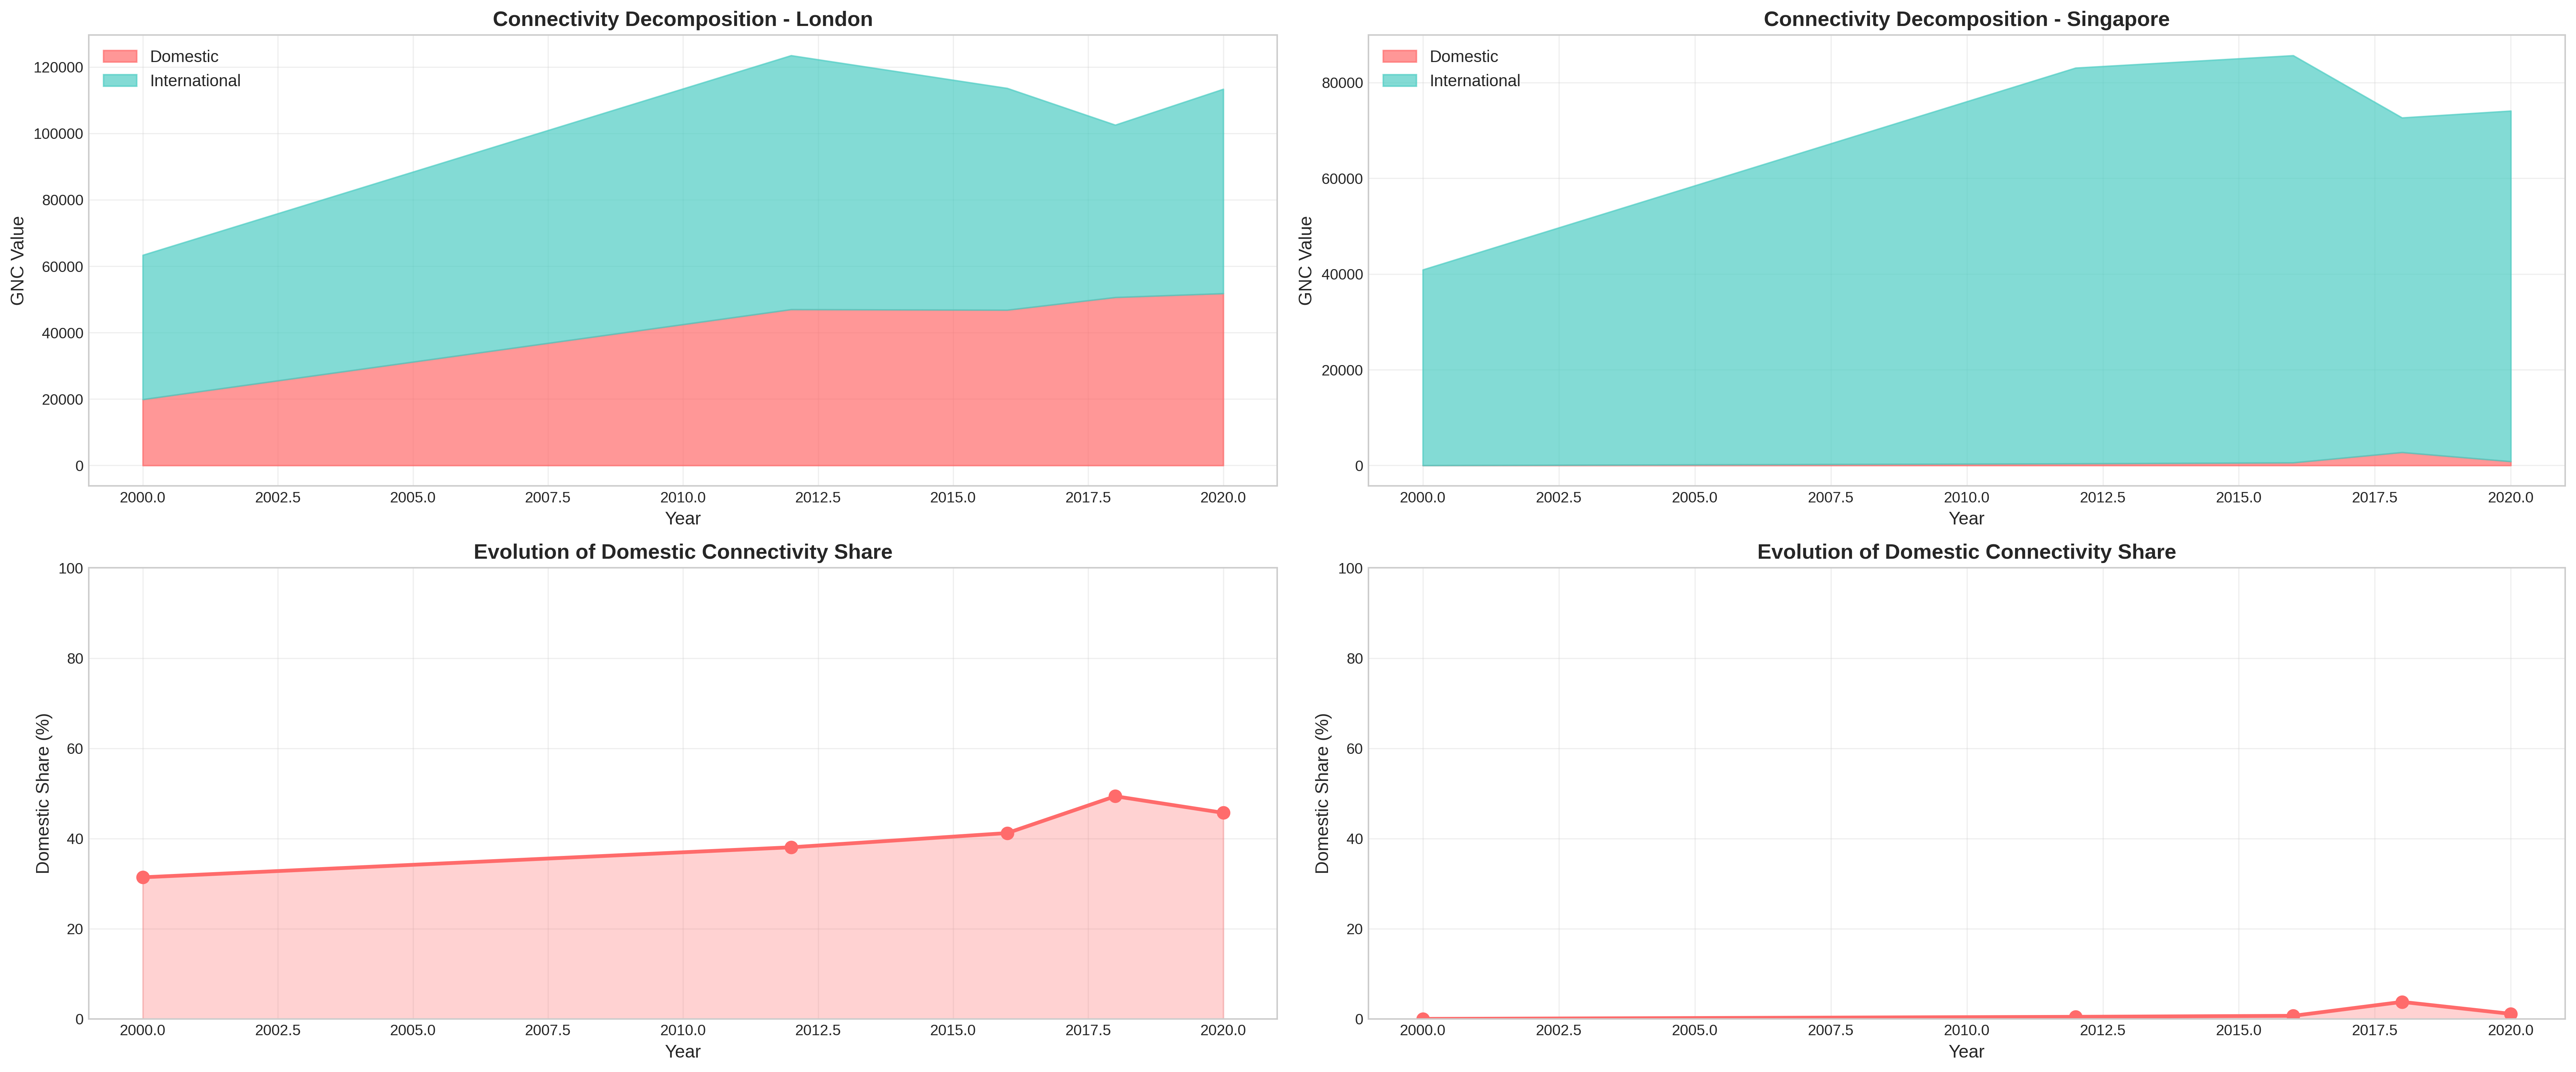 Connectivity Decomposition - London
Domestic
International
120000
100000
80000
60000
40000
20000
0
GNC Value
2000.0 2002.5 2005.0 2007.5 2010.0 2012.5 2015.0 2017.5 2020.0
Year
Connectivity Decomposition - Singapore
Domestic
International
80000
60000
40000
20000
0
GNC Value
2000.0 2002.5 2005.0 2007.5 2010.0 2012.5 2015.0 2017.5 2020.0
Year
Evolution of Domestic Connectivity Share
100
80
60
40
20
0
Domestic Share (%)
2000.0 2002.5 2005.0 2007.5 2010.0 2012.5 2015.0 2017.5 2020.0
Year
Evolution of Domestic Connectivity Share
100
80
60
40
20
0
Domestic Share (%)
2000.0 2002.5 2005.0 2007.5 2010.0 2012.5 2015.0 2017.5 2020.0
Year